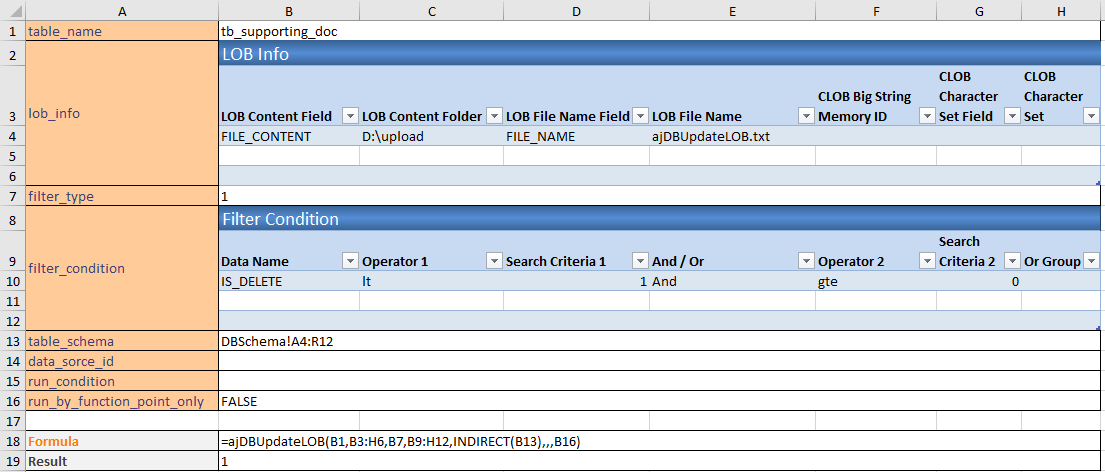 A B C D E F G H
1 table_name tb_supporting_doc
2 LOB Info
lob_info
3 LOB Content Field LOB Content Folder LOB File Name Field LOB File Name CLOB Big String Memory ID CLOB Character Set Field CLOB Character Set
4 FILE_CONTENT D:\upload FILE_NAME ajDBUpdateLOB.txt
5
6
7 filter_type 1
8 Filter Condition
filter_condition
9 Data Name Operator 1 Search Criteria 1 And / Or Operator 2 Search Criteria 2 Or Group
10 IS_DELETE lt 1 And gte 0
11
12
13 table_schema DBSchema!A4:R12
14 data_sorce_id
15 run_condition
16 run_by_function_point_only FALSE
17
18 Formula =ajDBUpdateLOB(B1,B3:H6,B7,B9:H12,INDIRECT(B13),,,B16)
19 Result 1